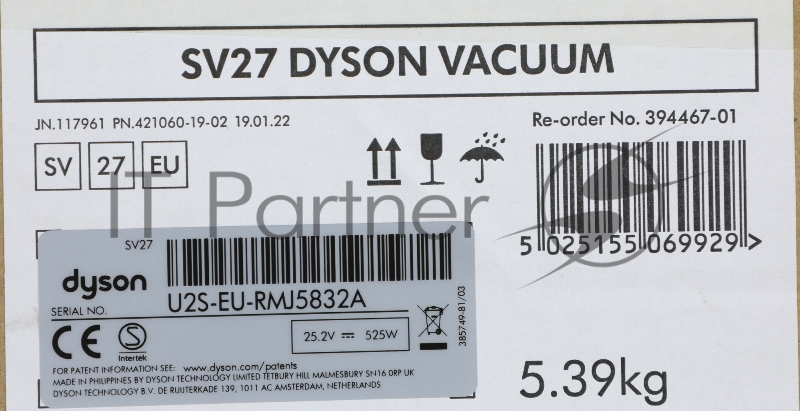 SV27 DYSON VACUUM
JN.117961 PN.421060-19-02 19.01.22
Re-order No. 394467-01
SV 27 EU
IT Partner
5 025155 069929 >
SV27
dyson
SERIAL NO.
U2S-EU-RMJ5832A
CE
S
Intertek
25.2V 525W
385749-81/03
FOR PATENT INFORMATION SEE: www.dyson.com/patents
MADE IN PHILIPPINES BY DYSON TECHNOLOGY LIMITED TETBURY HILL MALMESBURY SN16 0RP UK
DYSON TECHNOLOGY B.V. DE RUIJTERKADE 139, 1011 AC AMSTERDAM, NETHERLANDS
5.39kg